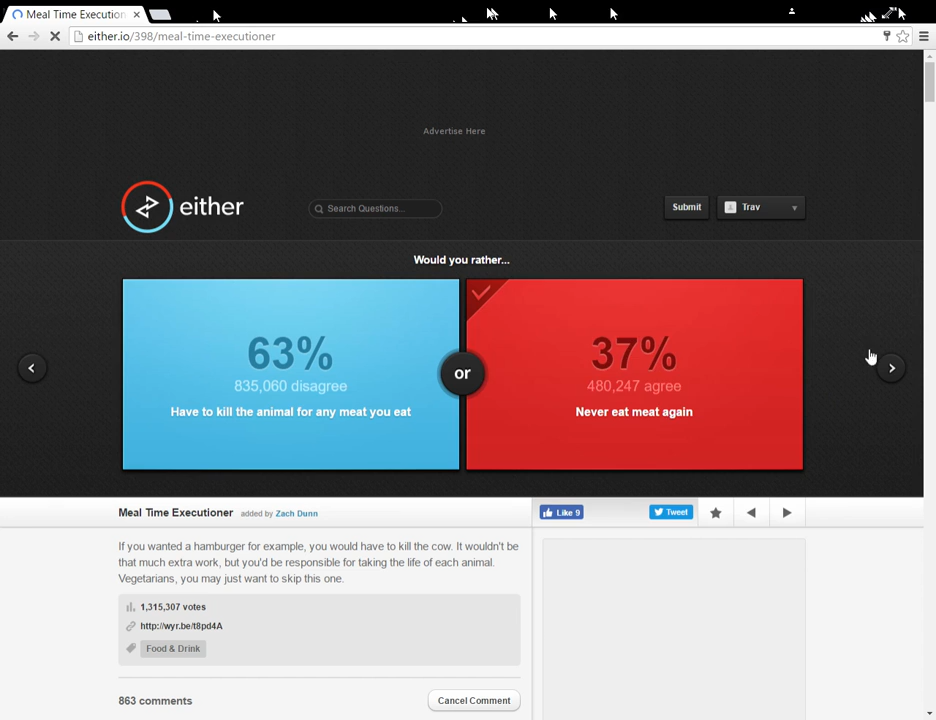 Meal Time Execution
either.io/398/meal-time-executioner
Advertise Here
either
Search Questions...
Submit
Trav
Would you rather...
63%
835,060 disagree
Have to kill the animal for any meat you eat
or
37%
480,247 agree
Never eat meat again
Meal Time Executioner added by Zach Dunn
Like 9
Tweet
If you wanted a hamburger for example, you would have to kill the cow. It wouldn't be
that much extra work, but you'd be responsible for taking the life of each animal.
Vegetarians, you may just want to skip this one.
1,315,307 votes
http://wyr.be/t8pd4A
Food & Drink
863 comments
Cancel Comment